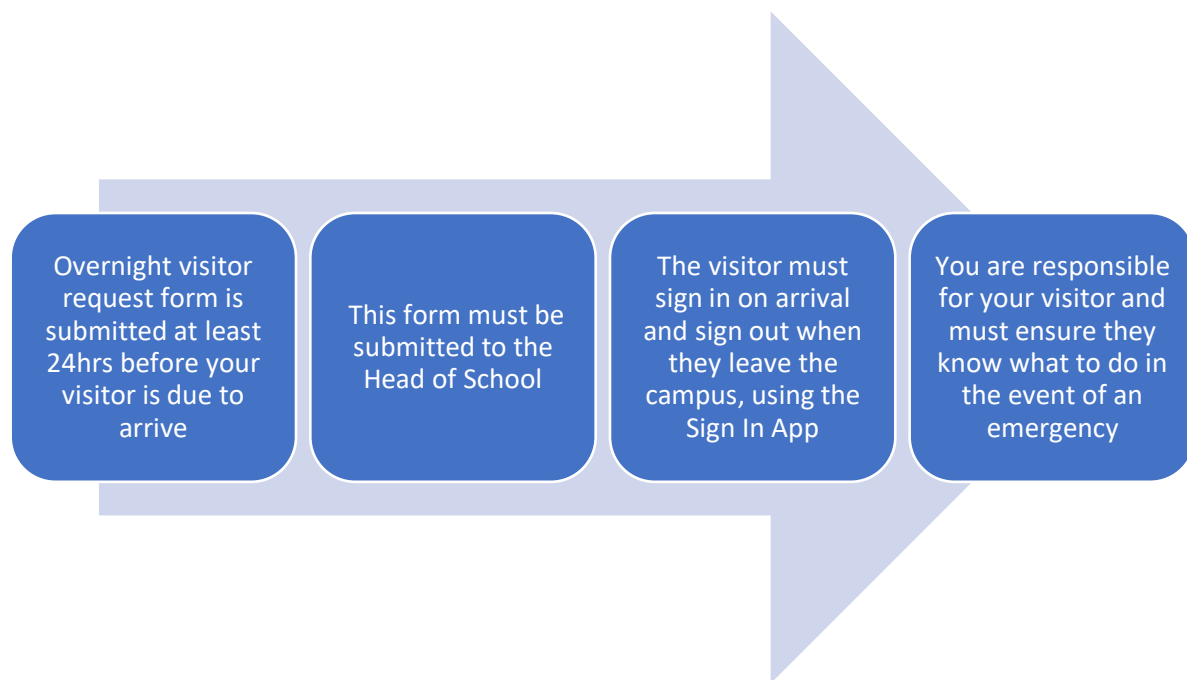 Overnight visitor
request form is
submitted at least
24hrs before your
visitor is due to
arrive
This form must be
submitted to the
Head of School
The visitor must
sign in on arrival
and sign out when
they leave the
campus, using the
Sign In App
You are responsible
for your visitor and
must ensure they
know what to do in
the event of an
emergency